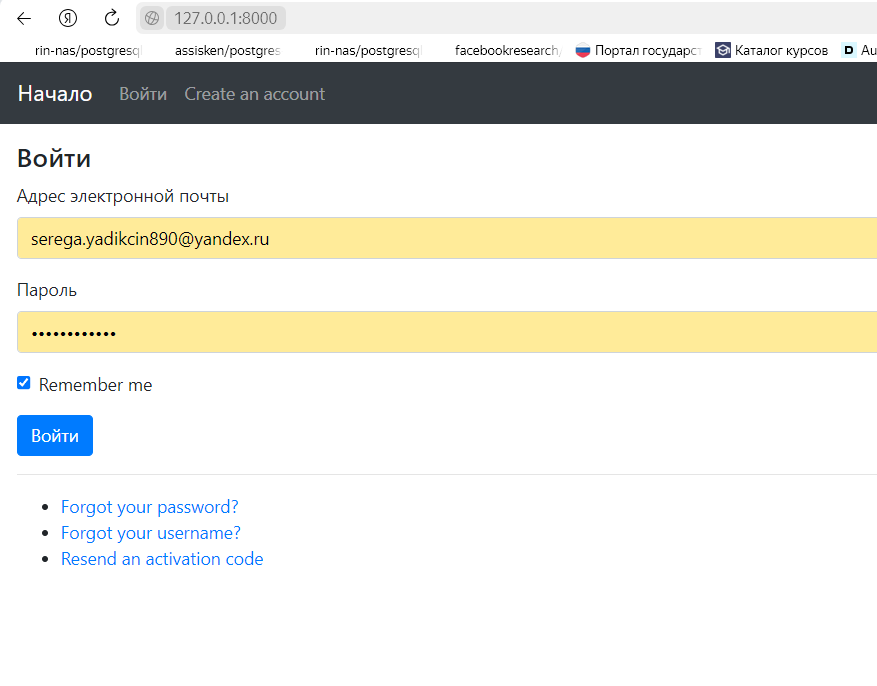 127.0.0.1:8000
rin-nas/postgresq assisken/postgres rin-nas/postgresq facebookresearch/ Портал государст Каталог курсов D Au
Начало Войти Create an account
Войти
Адрес электронной почты
serega.yadikcin890@yandex.ru
Пароль
••••••••••••
Remember me
Войти
Forgot your password?
Forgot your username?
Resend an activation code